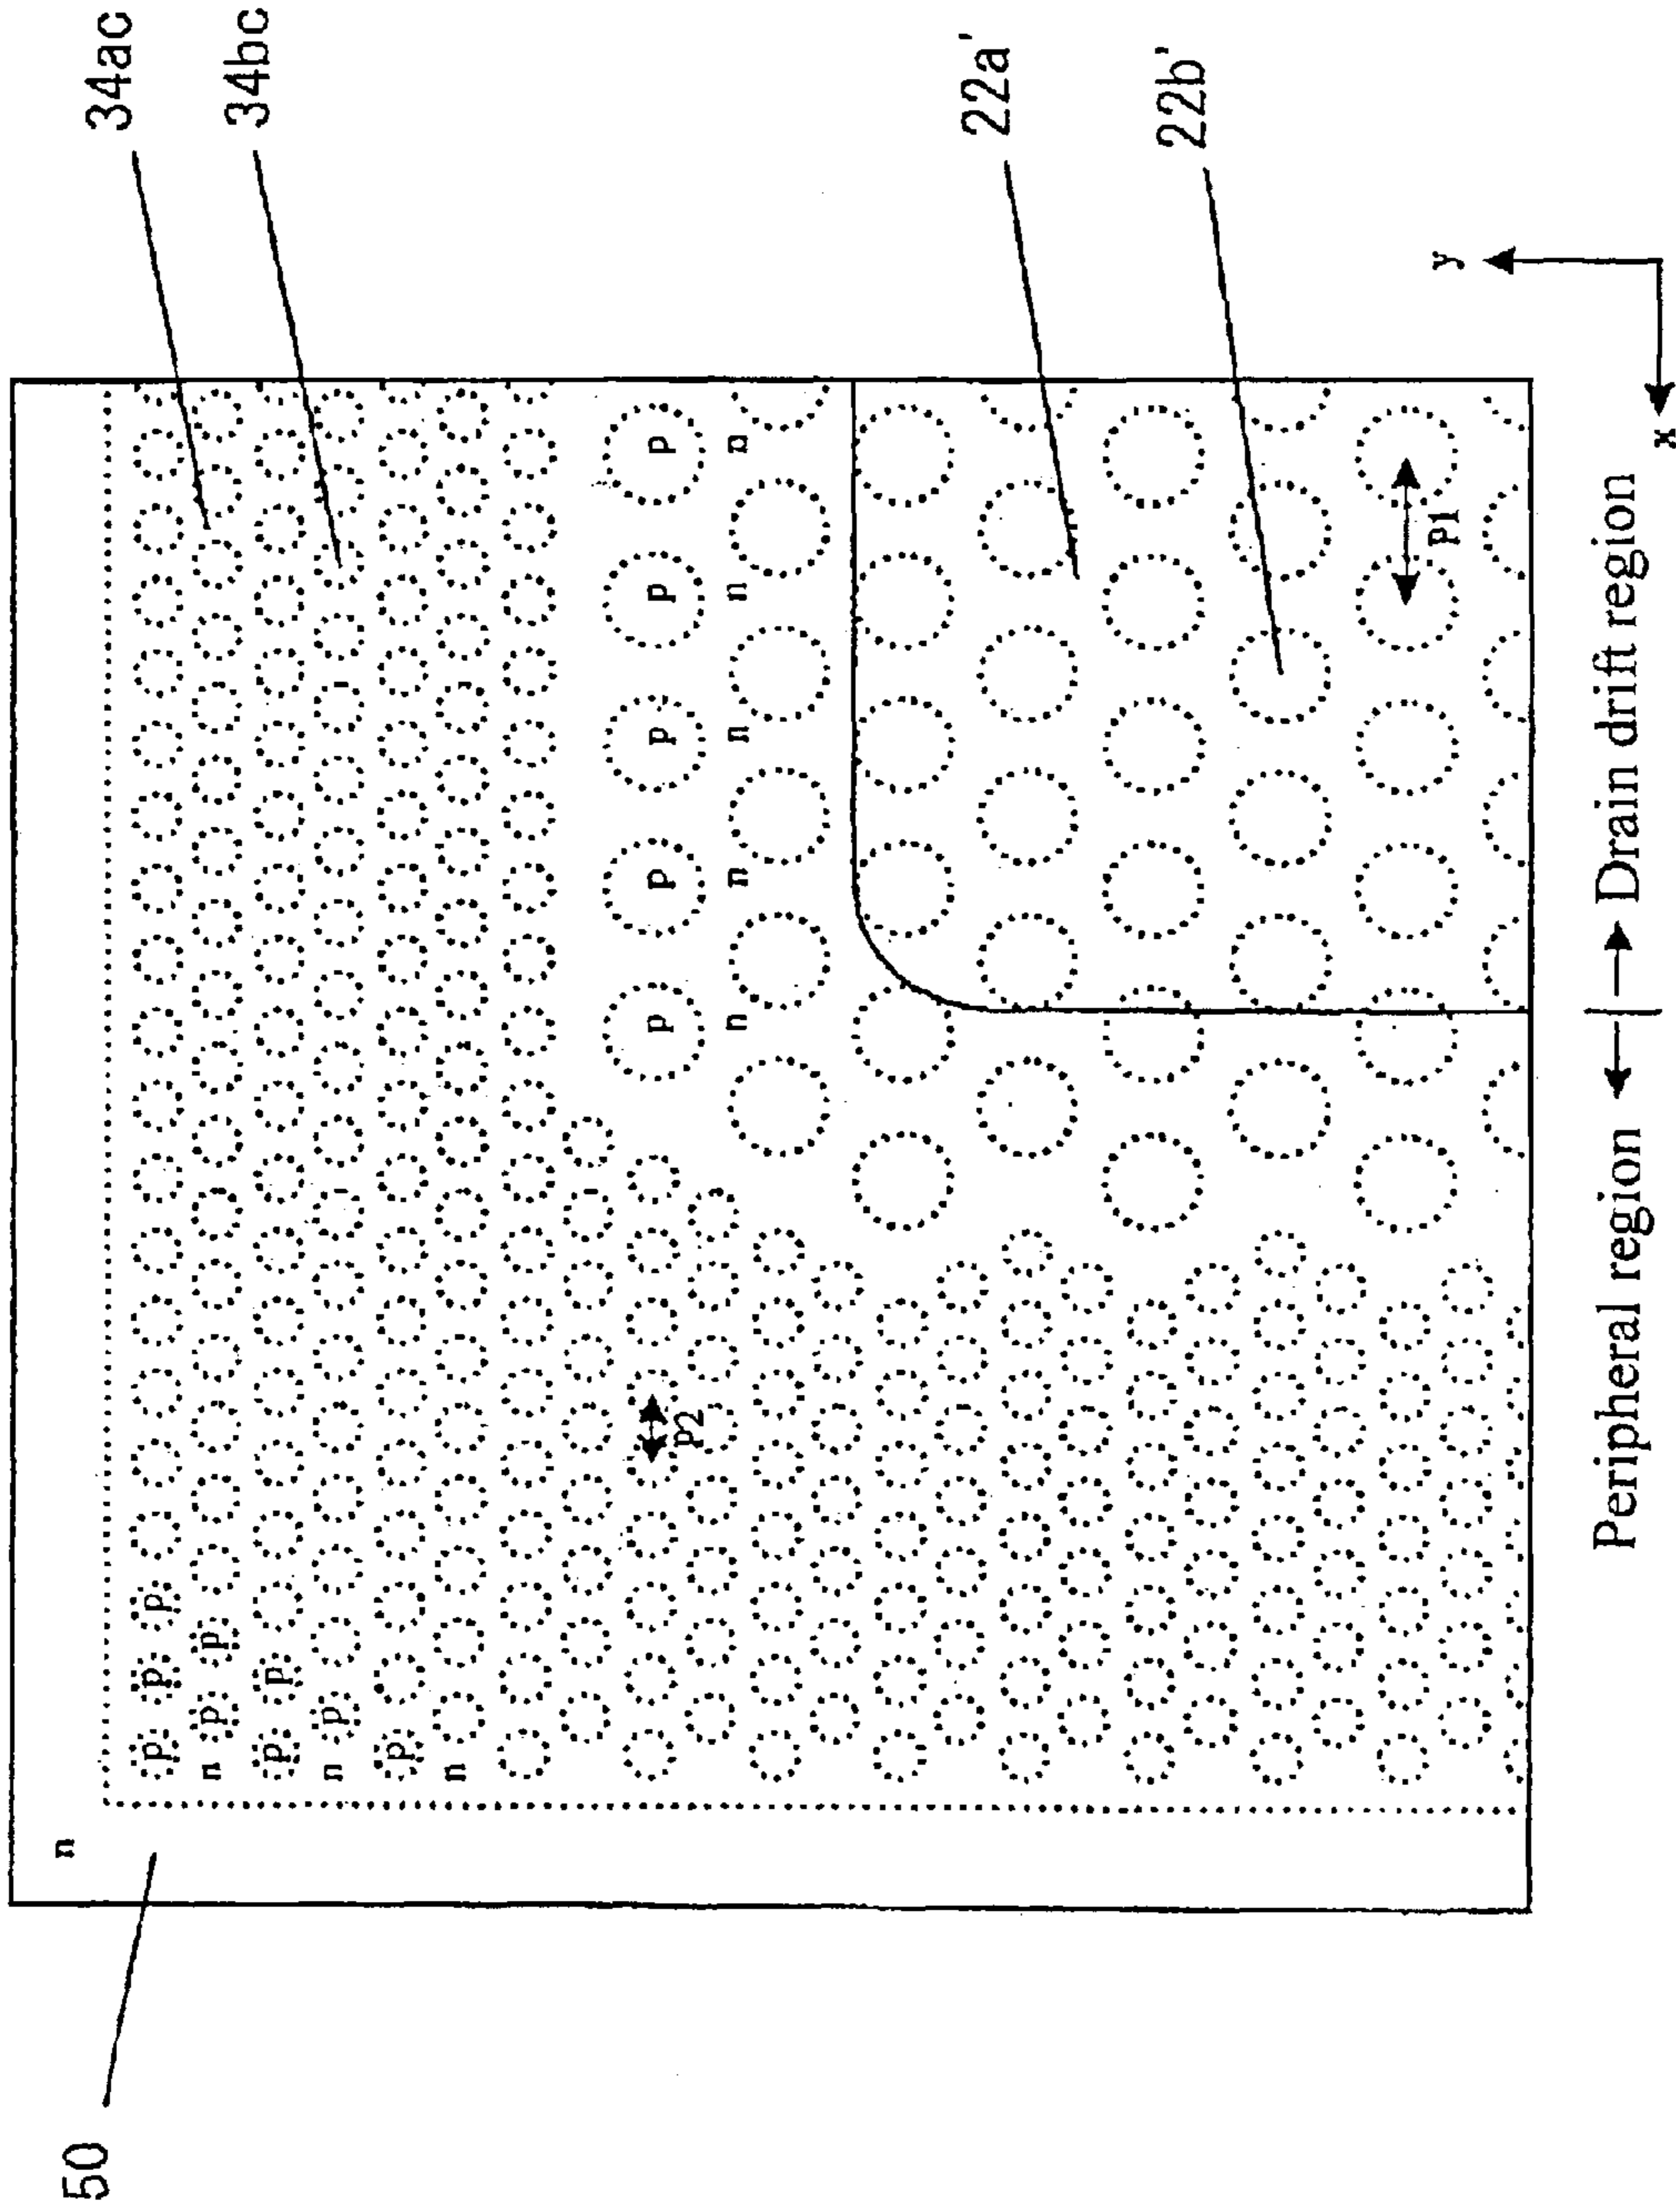 50
n
34ac
p p p
n p p
34bc
p p
n p
p
n
p p p p p
p2
n n n n n
22a'
22b'
P1
y
x
Peripheral region
Drain drift region